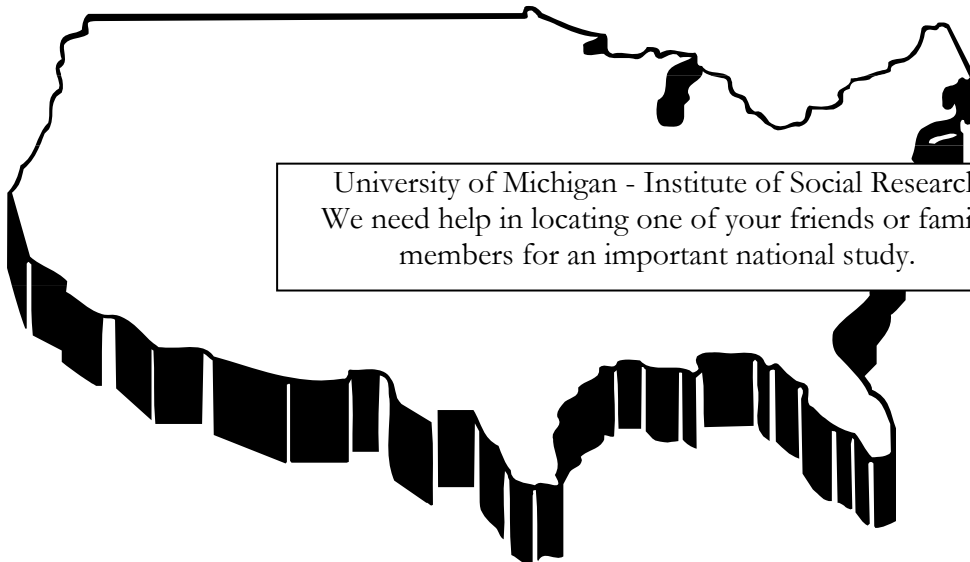 University of Michigan - Institute of Social Research
We need help in locating one of your friends or fami
members for an important national study.